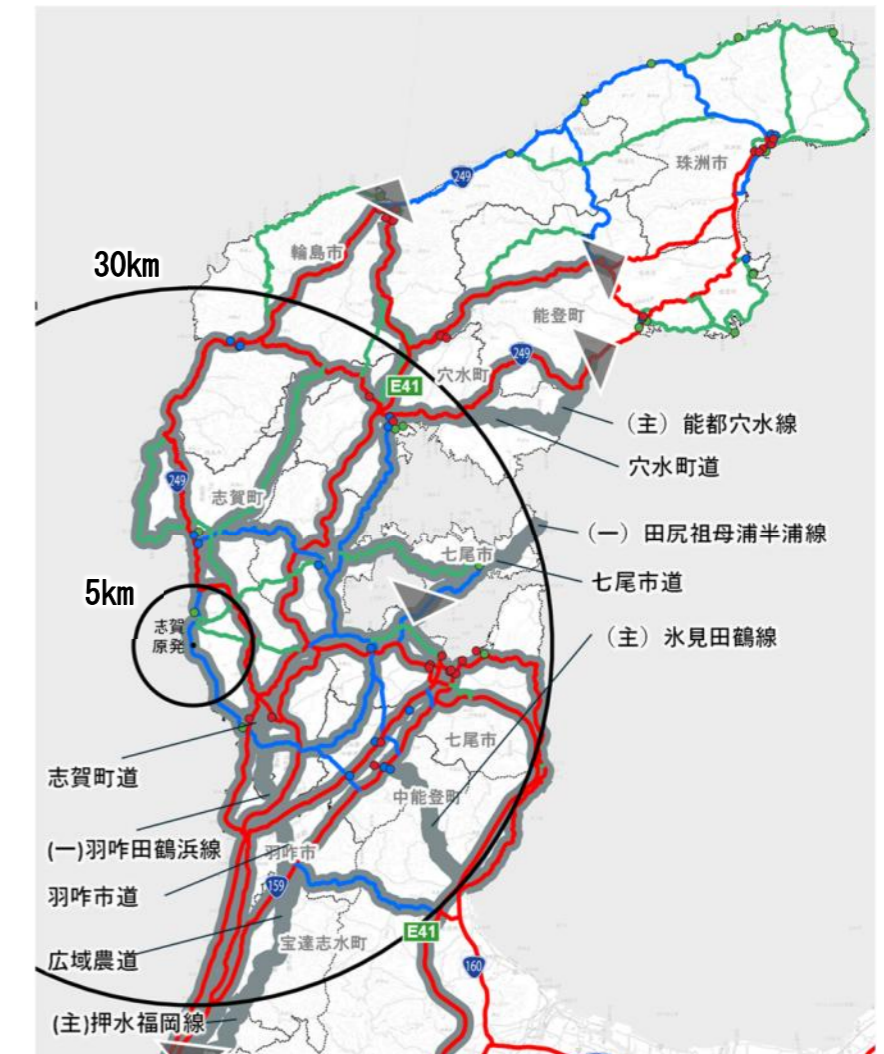 珠洲市
249
輪島市
30km
能登町
249
穴水町
E41
(主)能都穴水線
穴水町道
249
志賀町
(一)田尻祖母浦半浦線
七尾市
七尾市道
5km
志賀
原発
(主)氷見田鶴線
七尾市
志賀町道
中能登町
(一)羽咋田鶴浜線
羽咋市
羽咋市道
159
E41
宝達志水町
広域農道
160
(主)押水福岡線